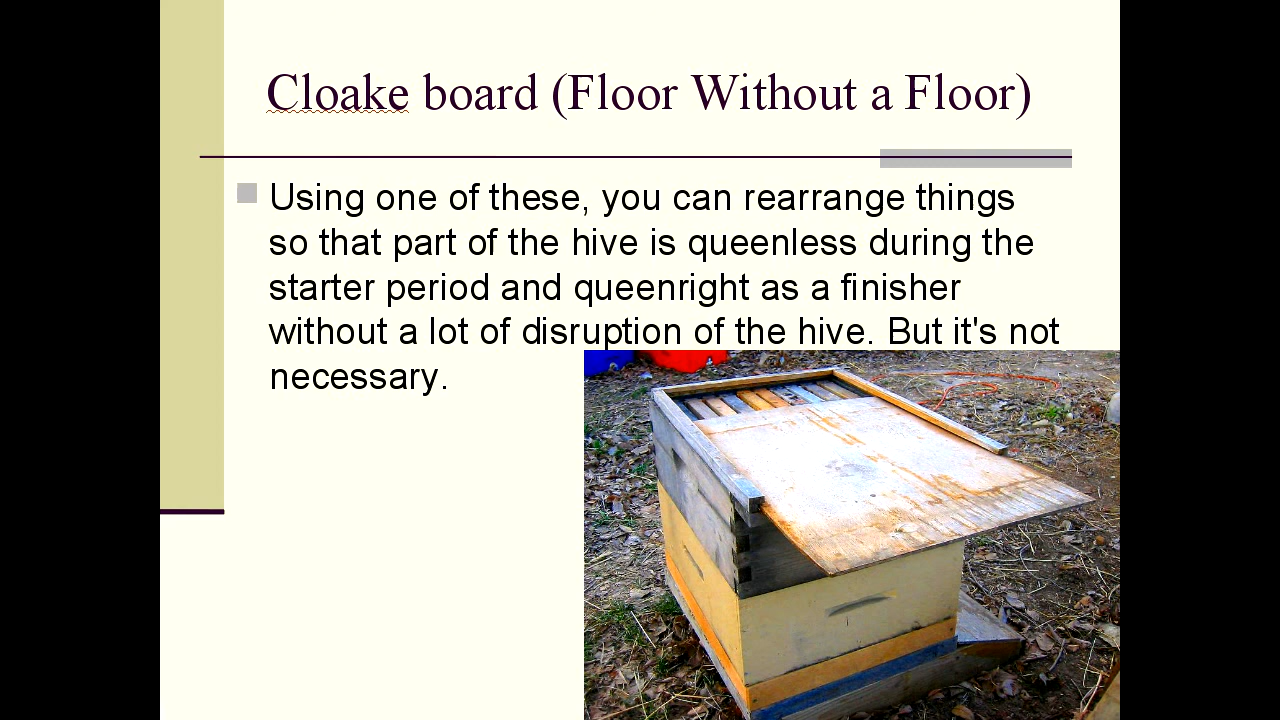 Cloake board (Floor Without a Floor)
Using one of these, you can rearrange things
so that part of the hive is queenless during the
starter period and queenright as a finisher
without a lot of disruption of the hive. But it's not
necessary.